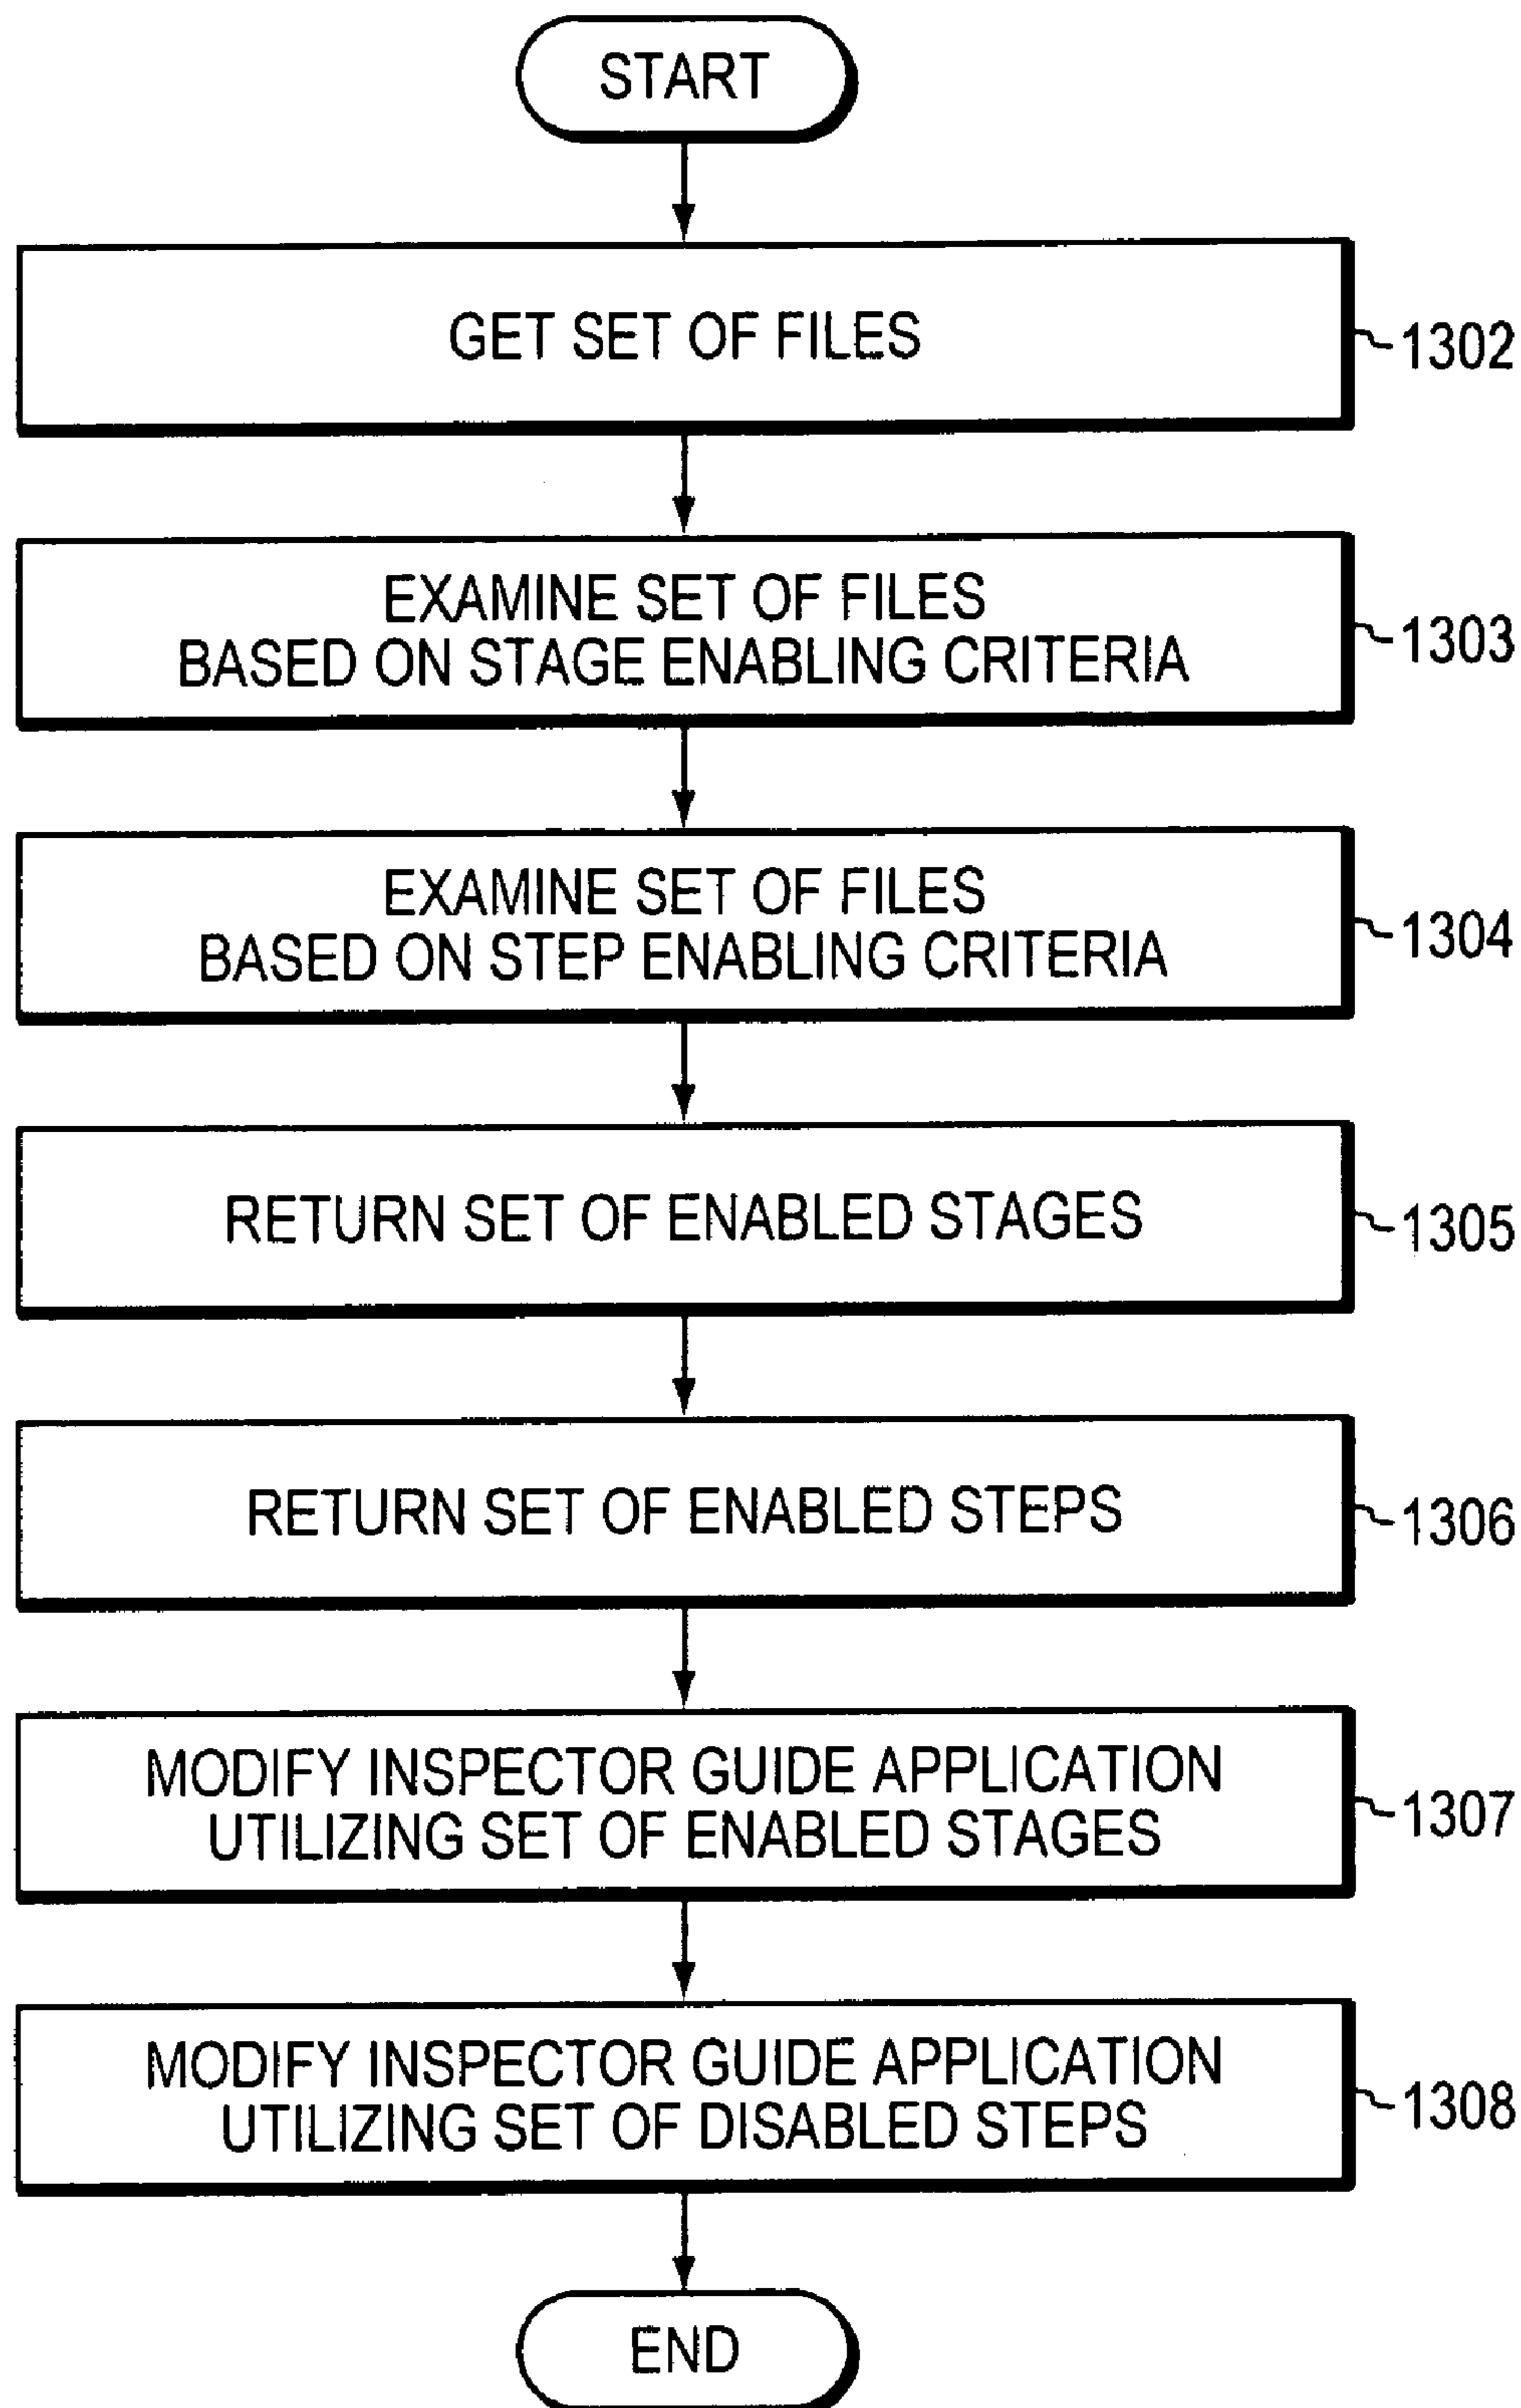 START
GET SET OF FILES
1302
EXAMINE SET OF FILES
BASED ON STAGE ENABLING CRITERIA
1303
EXAMINE SET OF FILES
BASED ON STEP ENABLING CRITERIA
1304
RETURN SET OF ENABLED STAGES
1305
RETURN SET OF ENABLED STEPS
1306
MODIFY INSPECTOR GUIDE APPLICATION
UTILIZING SET OF ENABLED STAGES
1307
MODIFY INSPECTOR GUIDE APPLICATION
UTILIZING SET OF DISABLED STEPS
1308
END